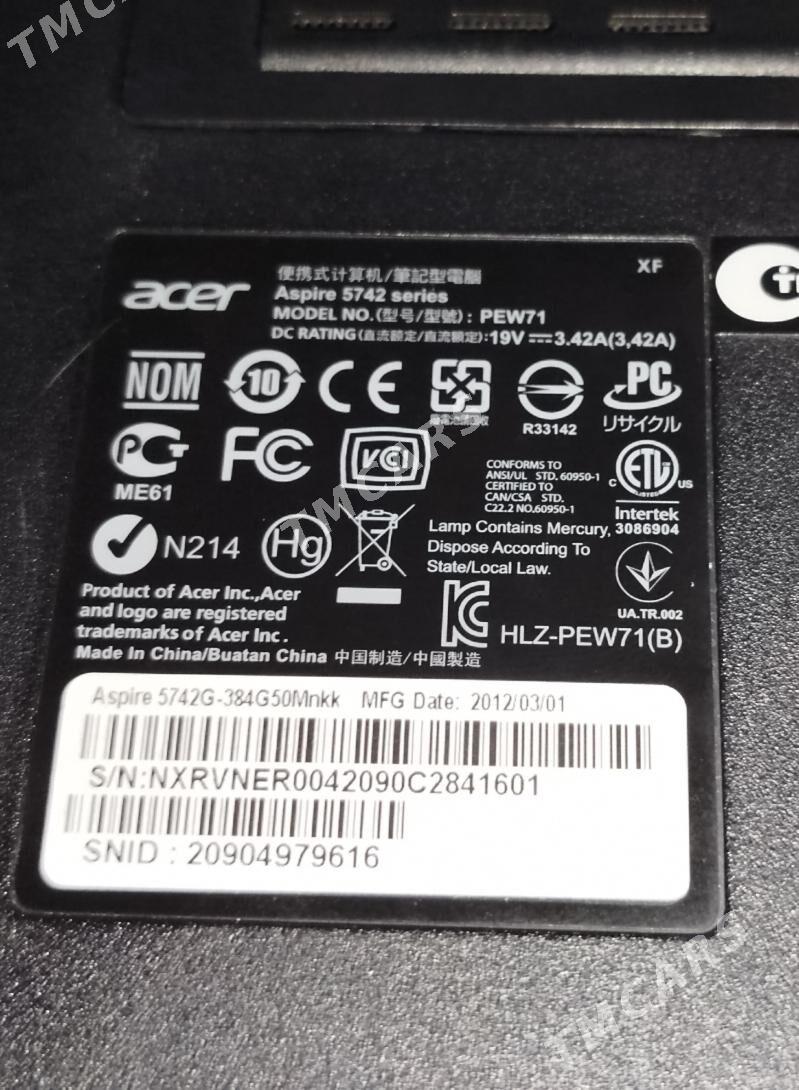 TMCARS
XF
acer
便携式计算机/筆記型電腦
Aspire 5742 series
MODEL NO.(型号/型號): PEW71
DC RATING(直流額定/直流额定):19V 3.42A(3,42A)
NOM
10
CE
R33142
PC
リサイクル
PCT
ME61
FC
VCI
CONFORMS TO
ANSI/UL STD. 60950-1
CERTIFIED TO
CAN/CSA STD.
C22.2 NO.60950-1
C ETL US
LISTED
Intertek
3086904
N214
Hg
Lamp Contains Mercury,
Dispose According To
State/Local Law.
UA.TR.002
Product of Acer Inc.,Acer
and logo are registered
trademarks of Acer Inc.
Made In China/Buatan China 中国制造/中國製造
HLZ-PEW71(B)
Aspire 5742G-384G50Mnkk MFG Date: 2012/03/01
S/N:NXRVNER0042090C2841601
SNID : 20904979616
TMCARS
TMCARS
TMCARS